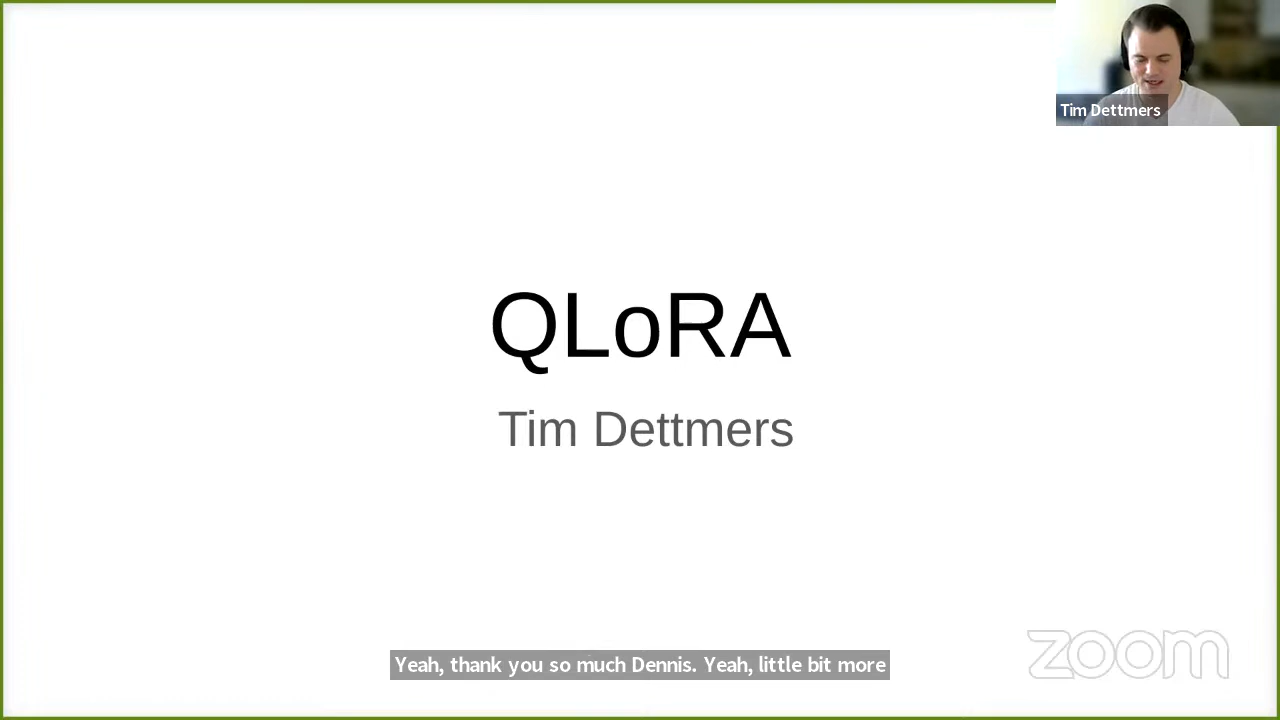 Tim Dettmers
QLoRA
Tim Dettmers
Yeah, thank you so much Dennis. Yeah, little bit more
zoom